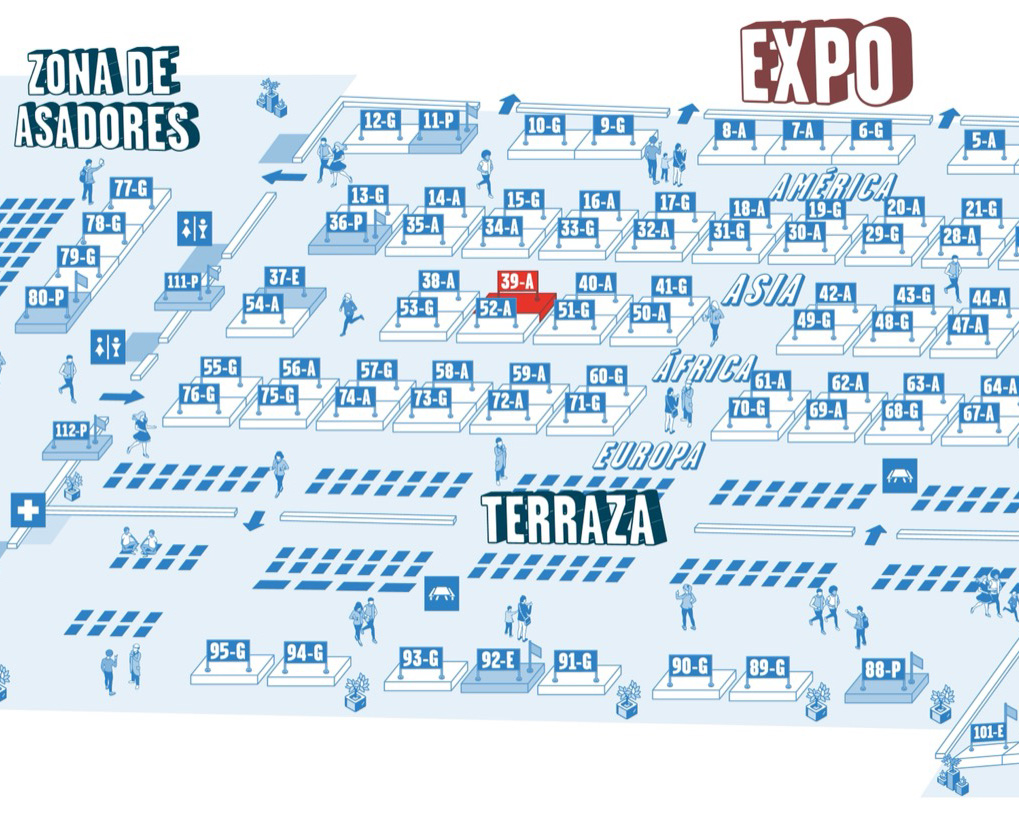 ZONA DE
ASADORES
EXPO
12-G 11-P 10-G 9-G 8-A 7-A 6-G 5-A
AMÉRICA
77-G 13-G 14-A 15-G 16-A 17-G 18-A 19-G 20-A 21-G
78-G 36-P 35-A 34-A 33-G 32-A 31-G 30-A 29-G 28-A
79-G
80-P 111-P 37-E 38-A 39-A 40-A 41-G ASIA 42-A 43-G 44-A
54-A 53-G 52-A 51-G 50-A 49-G 48-G 47-A
55-G 56-A 57-G 58-A 59-A 60-G ÁFRICA 61-A 62-A 63-A 64-A
76-G 75-G 74-A 73-G 72-A 71-G 70-G 69-A 68-G 67-A
112-P
EUROPA
TERRAZA
95-G 94-G 93-G 92-E 91-G 90-G 89-G 88-P
101-E